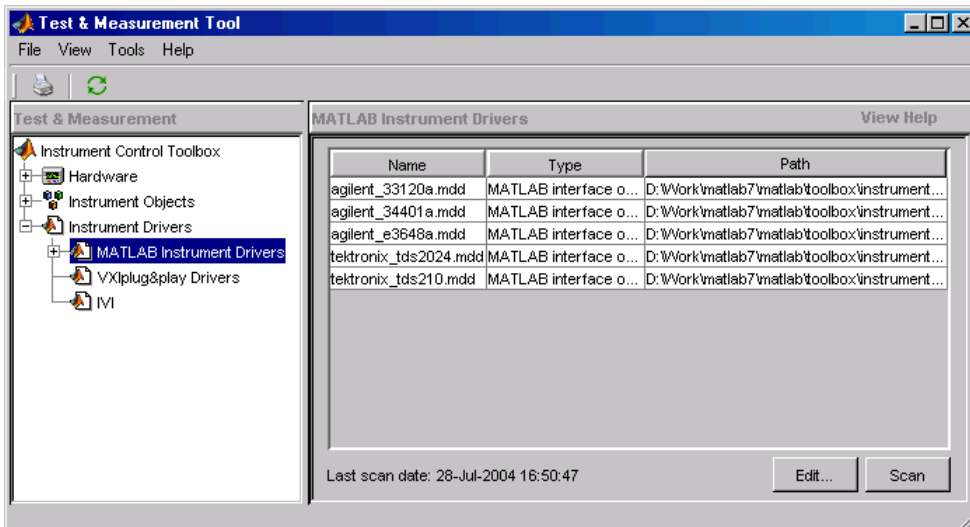 Test & Measurement Tool
File View Tools Help
Test & Measurement
MATLAB Instrument Drivers View Help
Instrument Control Toolbox
Hardware
Instrument Objects
Instrument Drivers
MATLAB Instrument Drivers
VXIplug&play Drivers
IVI
Name Type Path
agilent_33120a.mdd MATLAB interface o... D:\Work\matlab7\matlab\toolbox\instrument...
agilent_34401a.mdd MATLAB interface o... D:\Work\matlab7\matlab\toolbox\instrument...
agilent_e3648a.mdd MATLAB interface o... D:\Work\matlab7\matlab\toolbox\instrument...
tektronix_tds2024.mdd MATLAB interface o... D:\Work\matlab7\matlab\toolbox\instrument...
tektronix_tds210.mdd MATLAB interface o... D:\Work\matlab7\matlab\toolbox\instrument...
Last scan date: 28-Jul-2004 16:50:47 Edit... Scan